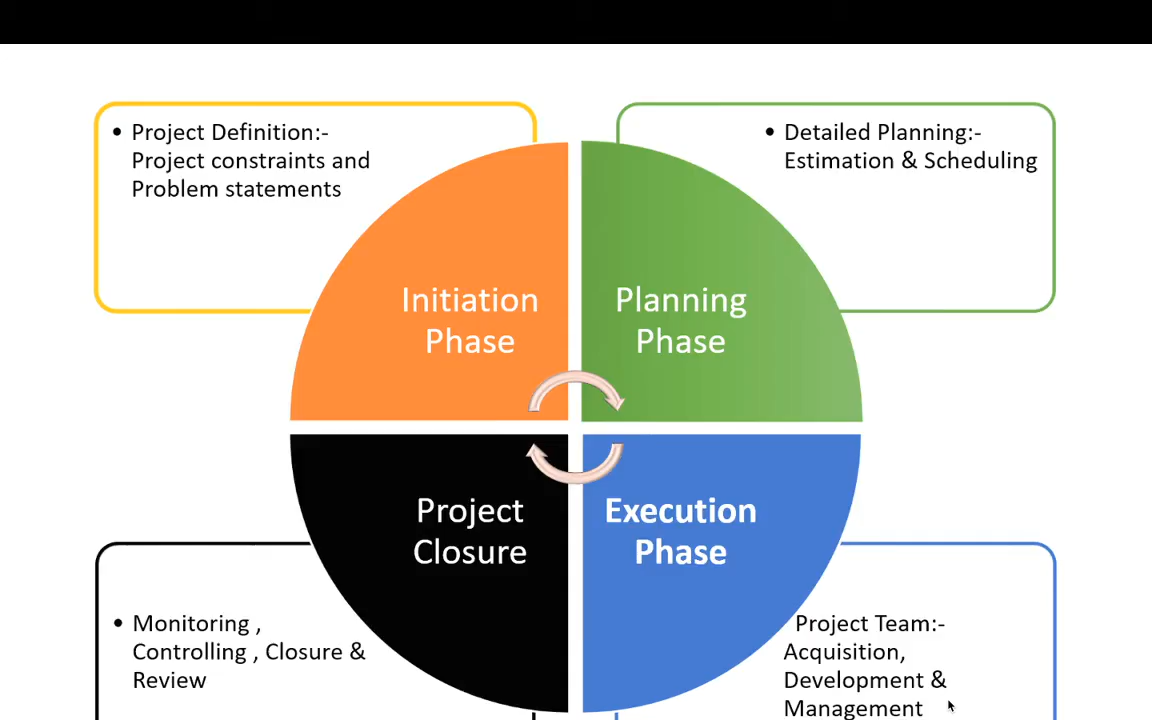 • Project Definition:-
Project constraints and
Problem statements
• Detailed Planning:-
Estimation & Scheduling
Initiation
Phase
Planning
Phase
Project
Closure
Execution
Phase
• Monitoring ,
Controlling , Closure &
Review
Project Team:-
Acquisition,
Development &
Management